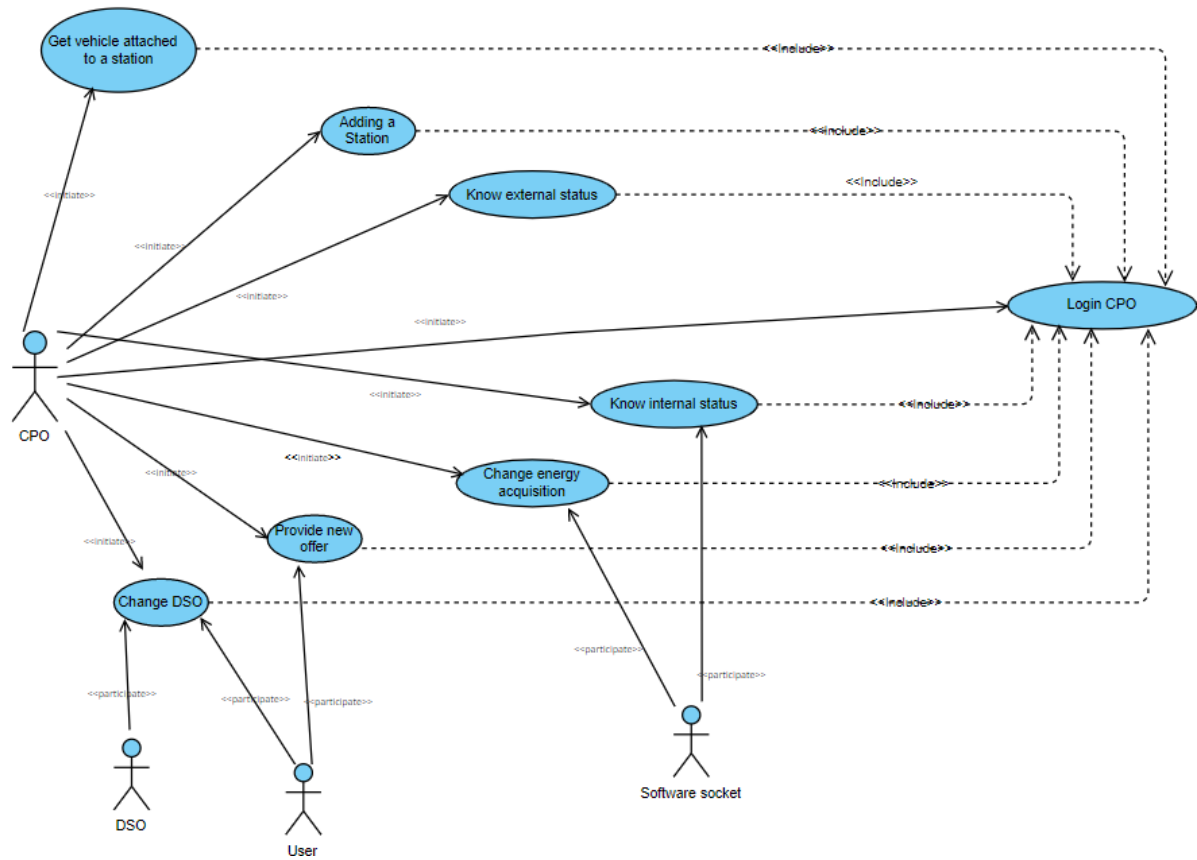 Get vehicle attached
to a station
<<Include>>
Adding a
Station
<<Include>>
Know external status
<<Include>>
<<initiate>>
<<initiate>>
<<initiate>>
Login CPO
<<initiate>>
CPO
<<initiate>>
Know internal status
<<Include>>
<<initiate>>
<<initiate>>
Change energy
acquisition
<<Include>>
Provide new
offer
<<initiate>>
<<Include>>
Change DSO
<<Include>>
<<participate>>
<<participate>>
<<participate>>
<<participate>>
<<participate>>
Software socket
DSO
User